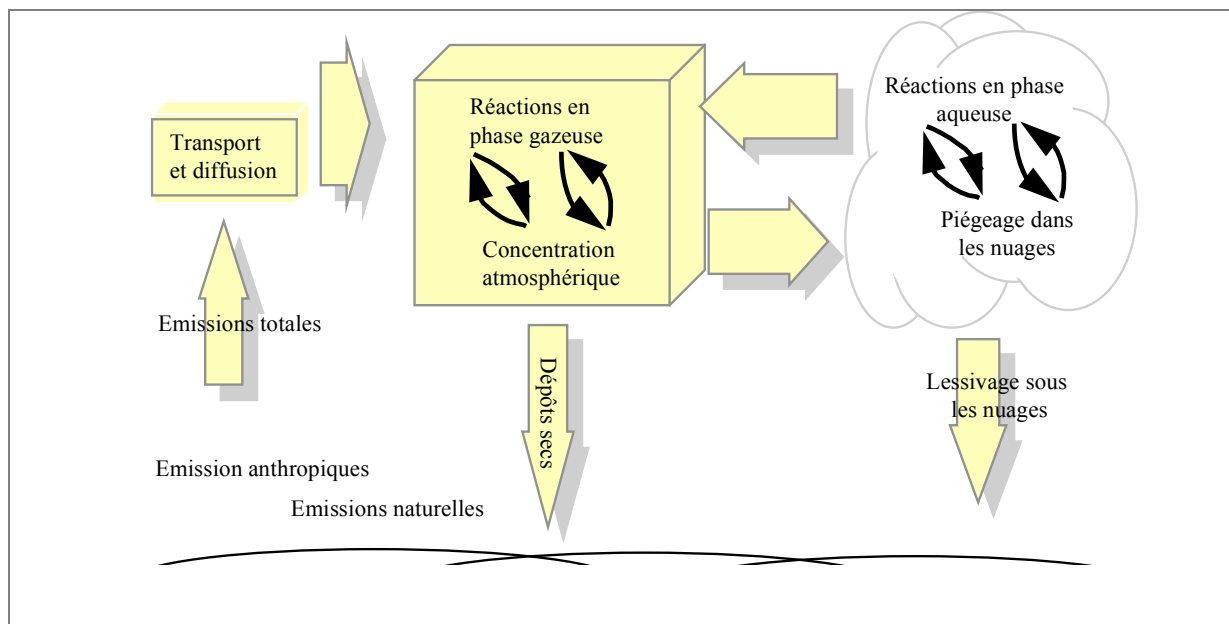 Réactions en phase
aqueuse
Réactions en
phase gazeuse
Transport
et diffusion
Piégeage dans
les nuages
Concentration
atmosphérique
Emissions totales
Dépôts secs
Lessivage sous
les nuages
Emission anthropiques
Emissions naturelles